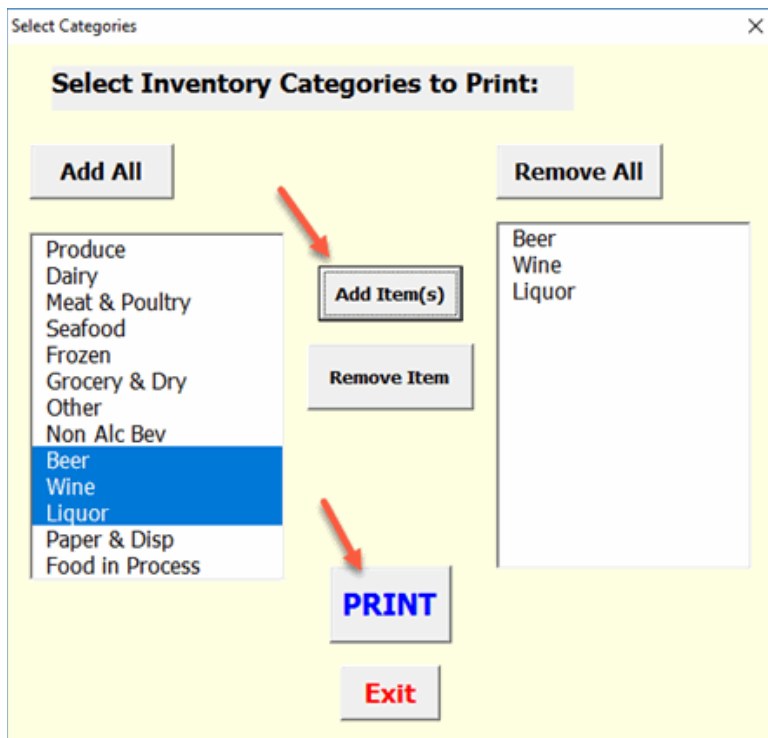 Select Categories
Select Inventory Categories to Print:
Add All
Remove All
Produce
Dairy
Meat & Poultry
Seafood
Frozen
Grocery & Dry
Other
Non Alc Bev
Beer
Wine
Liquor
Paper & Disp
Food in Process
Add Item(s)
Remove Item
Beer
Wine
Liquor
PRINT
Exit